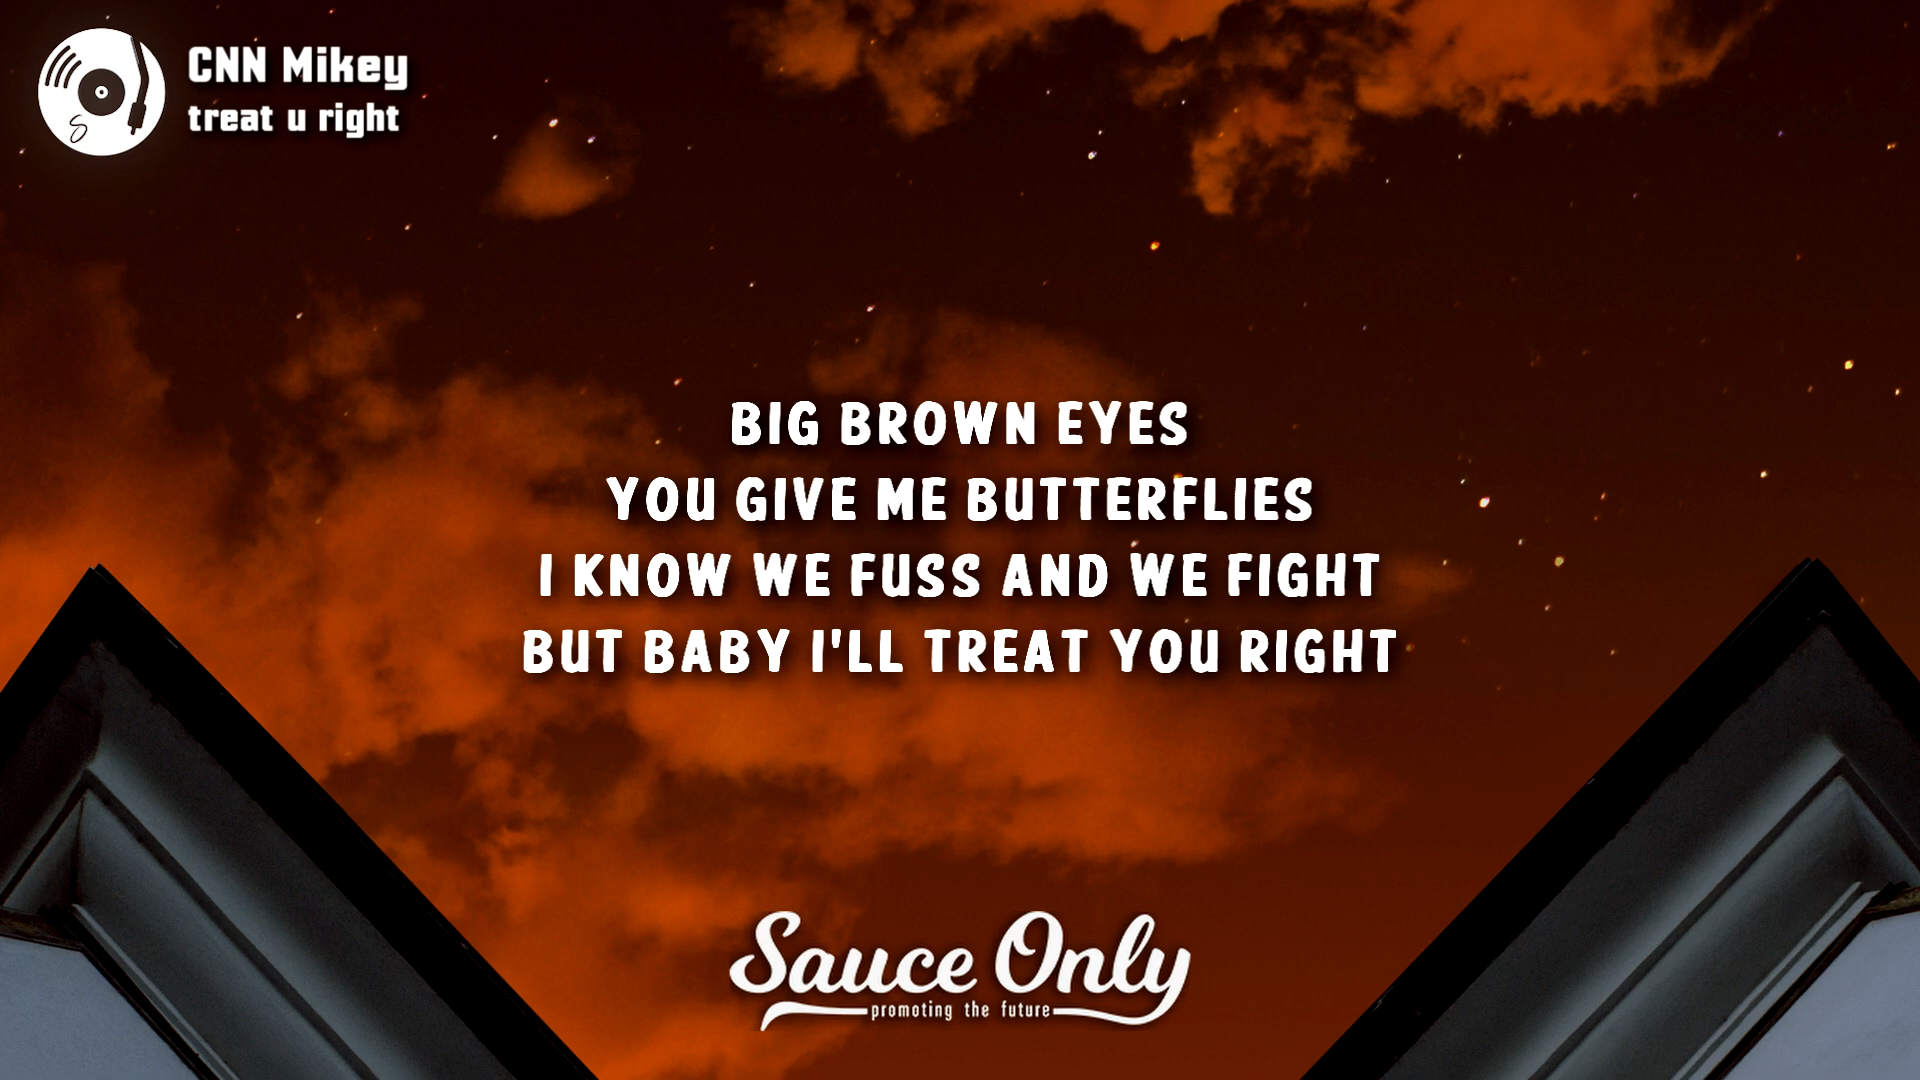 CNN Mikey
treat u right
BIG BROWN EYES
YOU GIVE ME BUTTERFLIES
I KNOW WE FUSS AND WE FIGHT
BUT BABY I'LL TREAT YOU RIGHT
Sauce Only
promoting the future